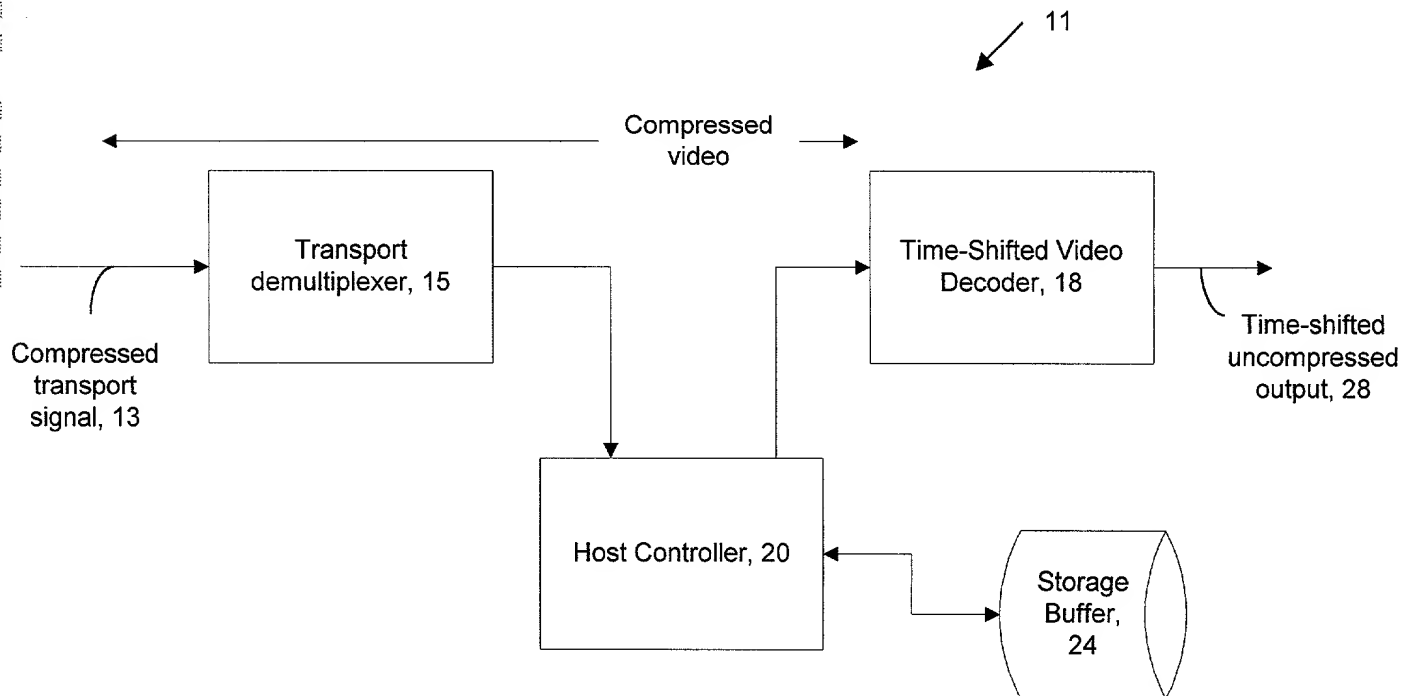 11
Compressed
video
Transport
demultiplexer, 15
Time-Shifted Video
Decoder, 18
Compressed
transport
signal, 13
Time-shifted
uncompressed
output, 28
Host Controller, 20
Storage
Buffer,
24